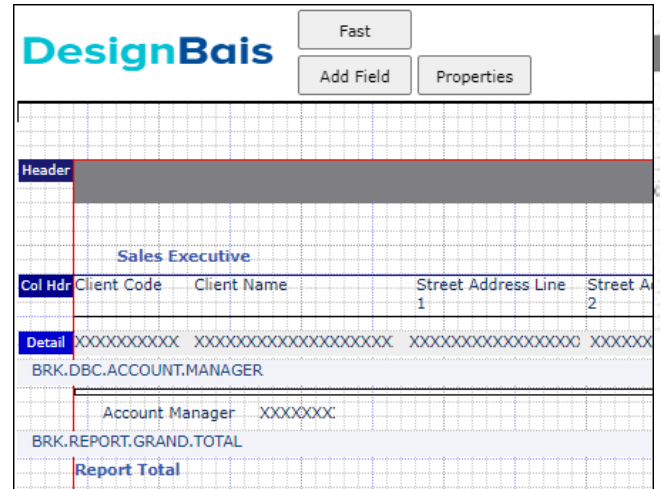 DesignBais
Fast
Add Field Properties
Header
Sales Executive
Col Hdr Client Code Client Name Street Address Line Street A
1 2
Detail XXXXXXXXXX XXXXXXXXXXXXXXXXXXX XXXXXXXXXXXXXXXX XXXXXX
BRK.DBC.ACCOUNT.MANAGER
Account Manager XXXXXXX
BRK.REPORT.GRAND.TOTAL
Report Total